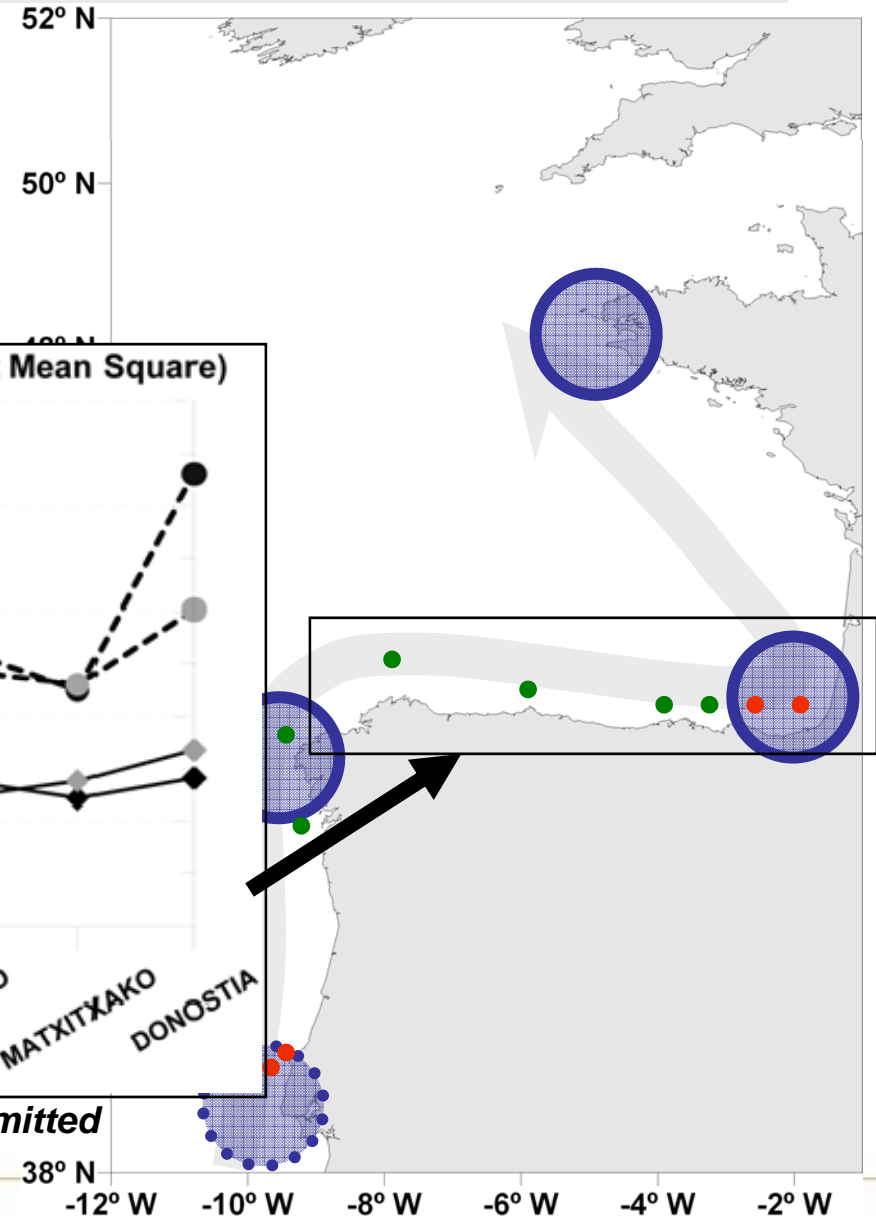 52º N
50º N
Mean Square)
MATXITXAKO
DONOSTIA
mitted
38º N
-12º W -10º W -8º W -6º W -4º W -2º W